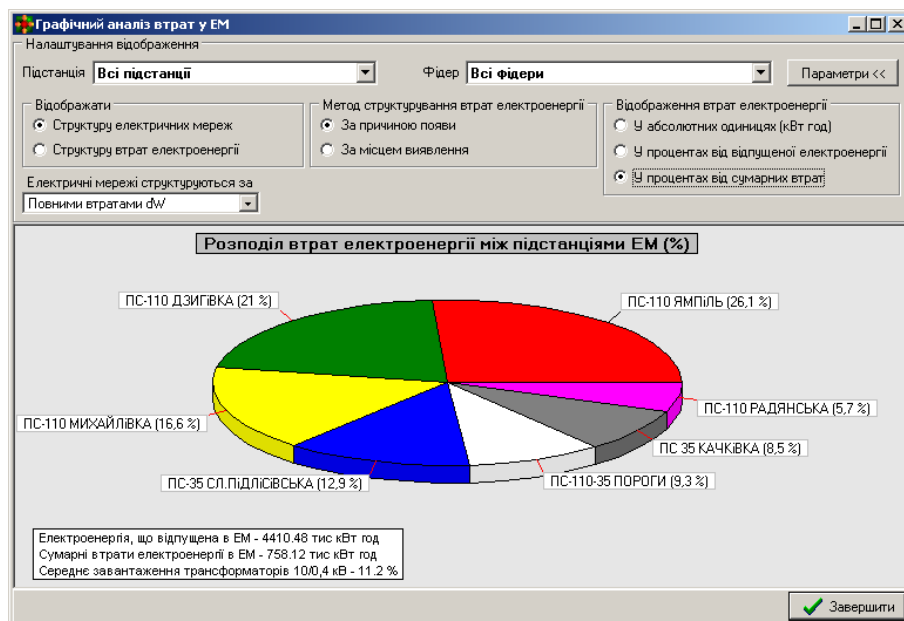 Графічний аналіз втрат у ЕМ
Налаштування відображення
Підстанція Всі підстанції Фідер Всі фідери Параметри <<
Відображати
Структуру електричних мереж
Структуру втрат електроенергії
Метод структурування втрат електроенергії
За причиною появи
За місцем виявлення
Відображення втрат електроенергії
У абсолютних одиницях (кВт год)
У процентах від відпущеної електроенергії
У процентах від сумарних втрат
Електричні мережі структуруються за
Повними втратами dW
Розподіл втрат електроенергії між підстанціями ЕМ (%)
ПС-110 ДЗИГІВКА (21 %)
ПС-110 ЯМПІЛЬ (26,1 %)
ПС-110 РАДЯНСЬКА (5,7 %)
ПС-110 МИХАЙЛІВКА (16,6 %)
ПС 35 КАЧКІВКА (8,5 %)
ПС-35 СЛ.ПІДЛІСІВСЬКА (12,9 %)
ПС-110-35 ПОРОГИ (9,3 %)
Електроенергія, що відпущена в ЕМ - 4410.48 тис кВт год
Сумарні втрати електроенергії в ЕМ - 758.12 тис кВт год
Середнє завантаження трансформаторів 10/0,4 кВ - 11.2 %
Завершити